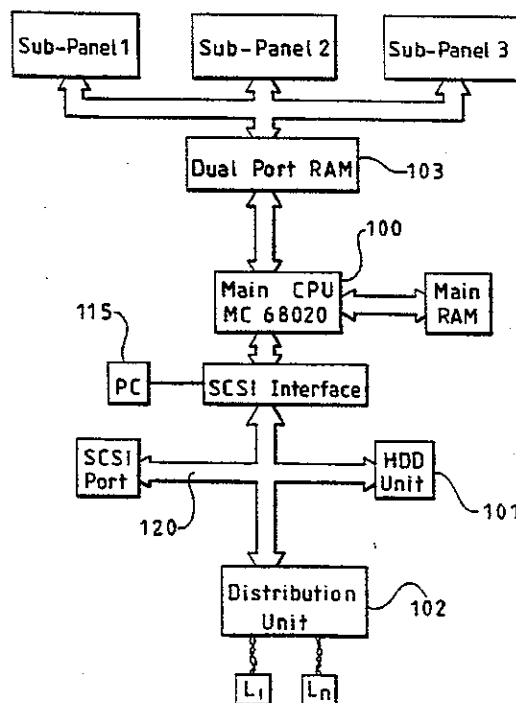 Sub-Panel 1
Sub-Panel 2
Sub-Panel 3
Dual Port RAM
103
100
Main CPU
MC 68020
Main
RAM
115
PC
SCSI Interface
SCSI
Port
HDD
Unit
120
101
Distribution
Unit
102
L1
Ln